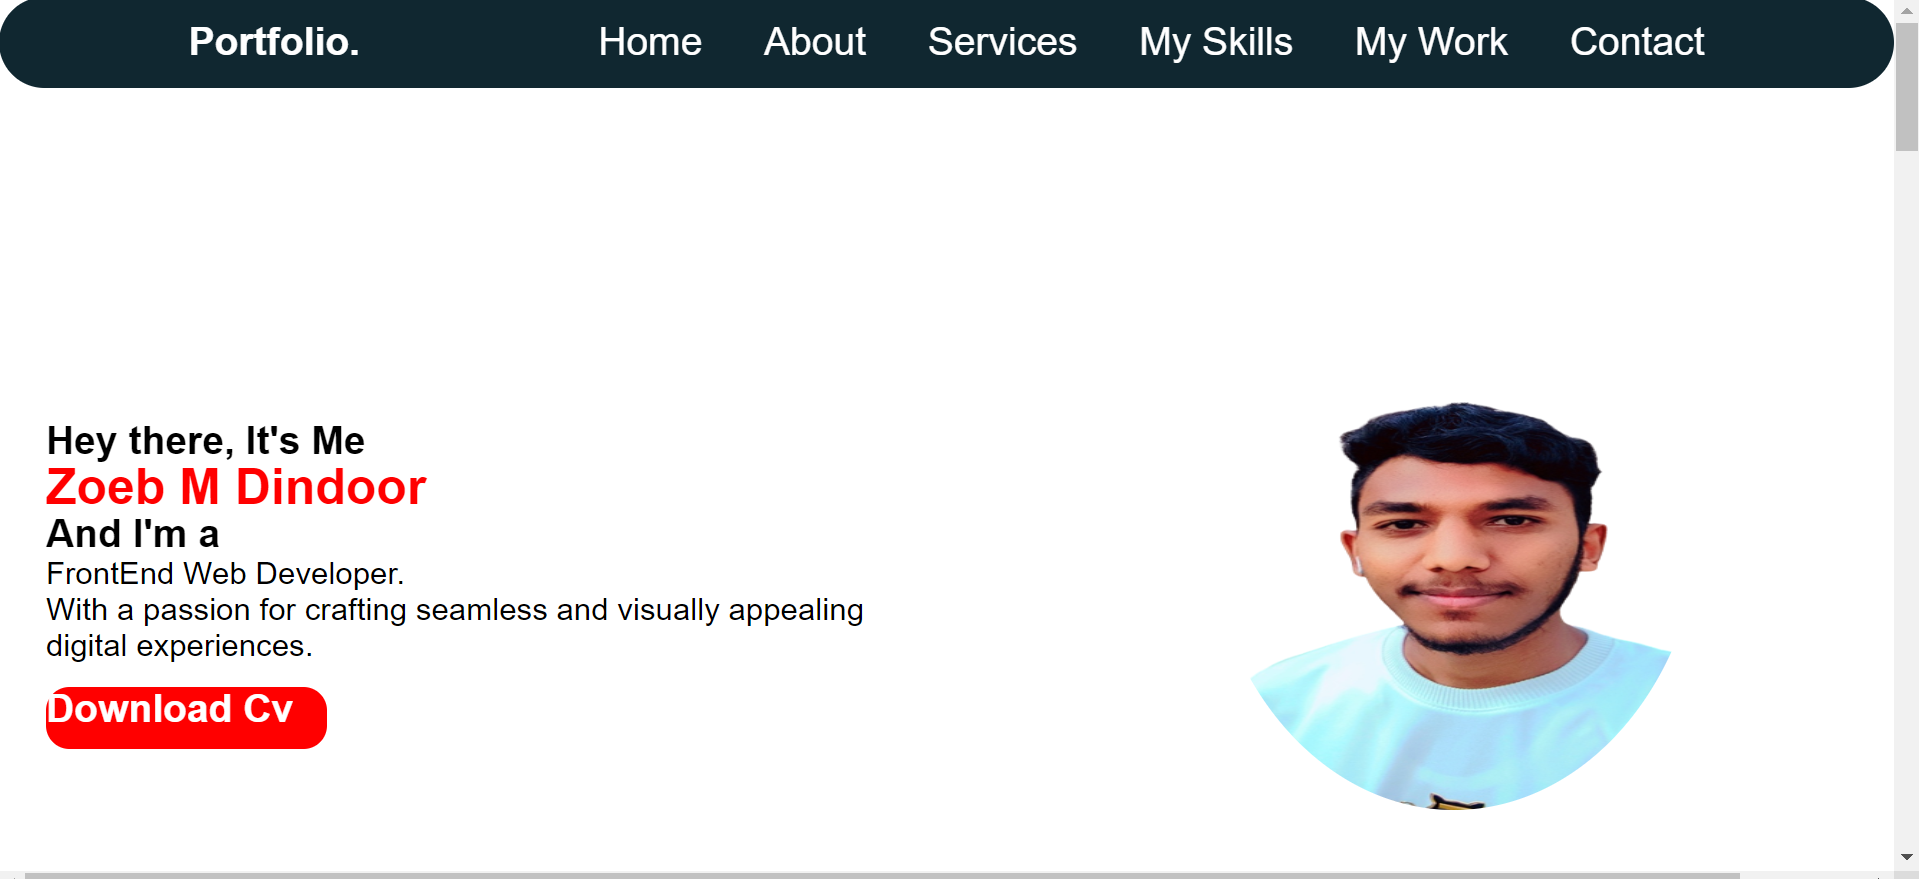 Portfolio. Home About Services My Skills My Work Contact
Hey there, It's Me
Zoeb M Dindoor
And I'm a
FrontEnd Web Developer.
With a passion for crafting seamless and visually appealing
digital experiences.
Download Cv